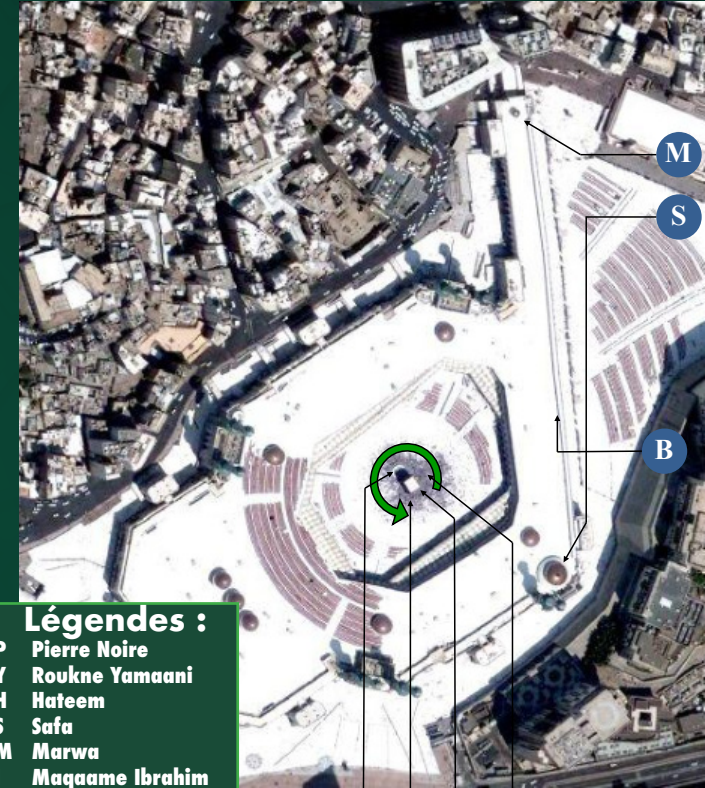 M
S
B
Légendes :
P Pierre Noire
Y Roukne Yamaani
H Hateem
S Safa
M Marwa
Maqaame Ibrahim